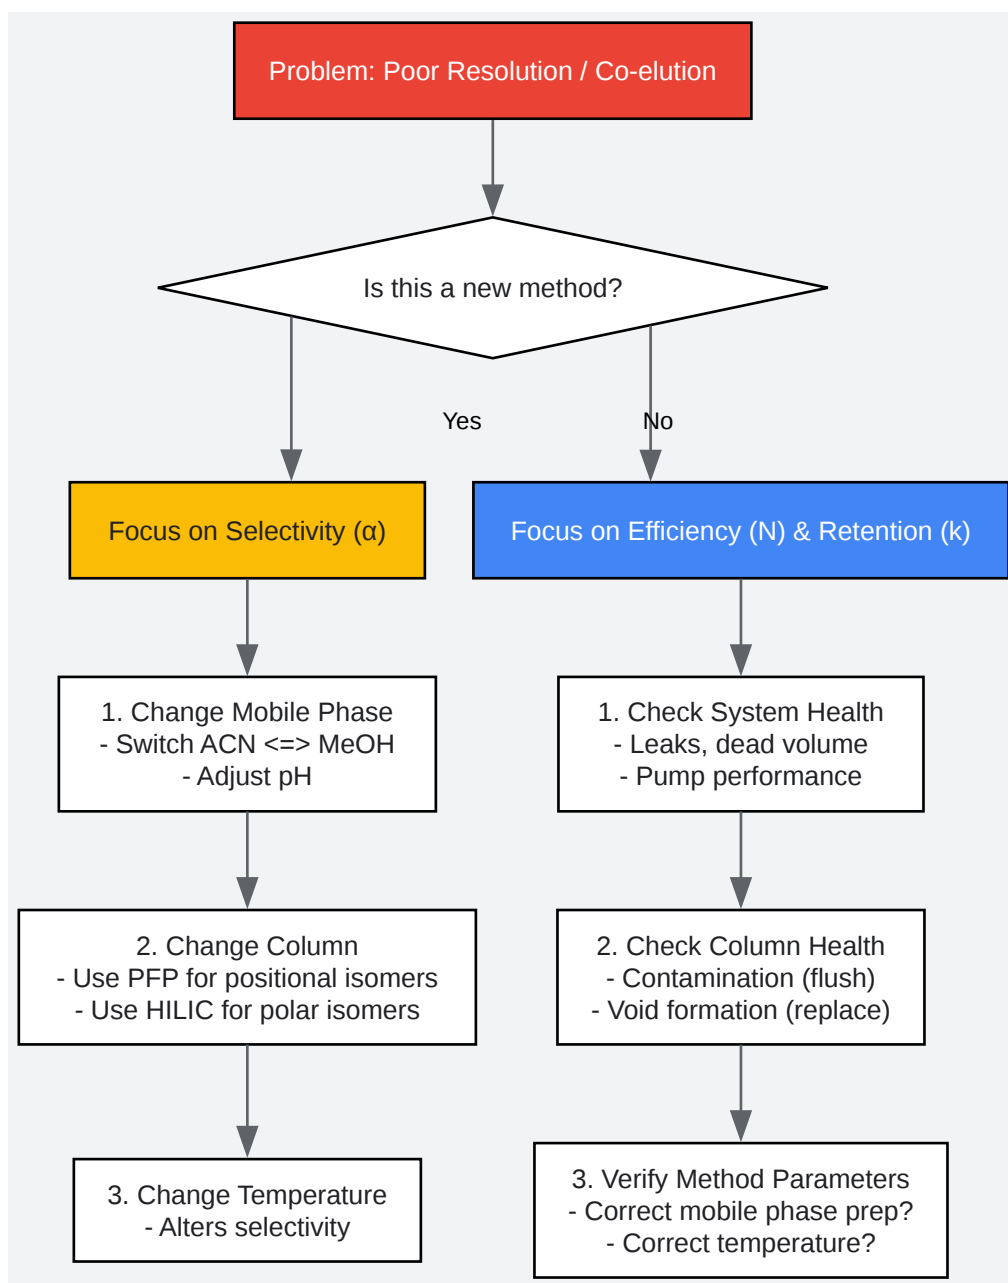 Problem: Poor Resolution / Co-elution
Is this a new method?
Yes
No
Focus on Selectivity (α)
Focus on Efficiency (N) & Retention (k)
1. Change Mobile Phase
- Switch ACN <=> MeOH
- Adjust pH
1. Check System Health
- Leaks, dead volume
- Pump performance
2. Change Column
- Use PFP for positional isomers
- Use HILIC for polar isomers
2. Check Column Health
- Contamination (flush)
- Void formation (replace)
3. Change Temperature
- Alters selectivity
3. Verify Method Parameters
- Correct mobile phase prep?
- Correct temperature?